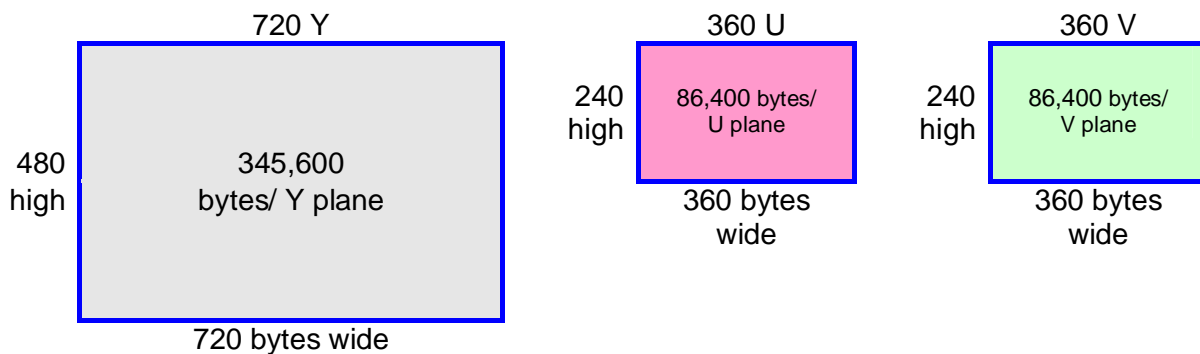 720 Y
480
high
345,600
bytes/ Y plane
720 bytes wide
360 U
240
high
86,400 bytes/
U plane
360 bytes
wide
360 V
240
high
86,400 bytes/
V plane
360 bytes
wide